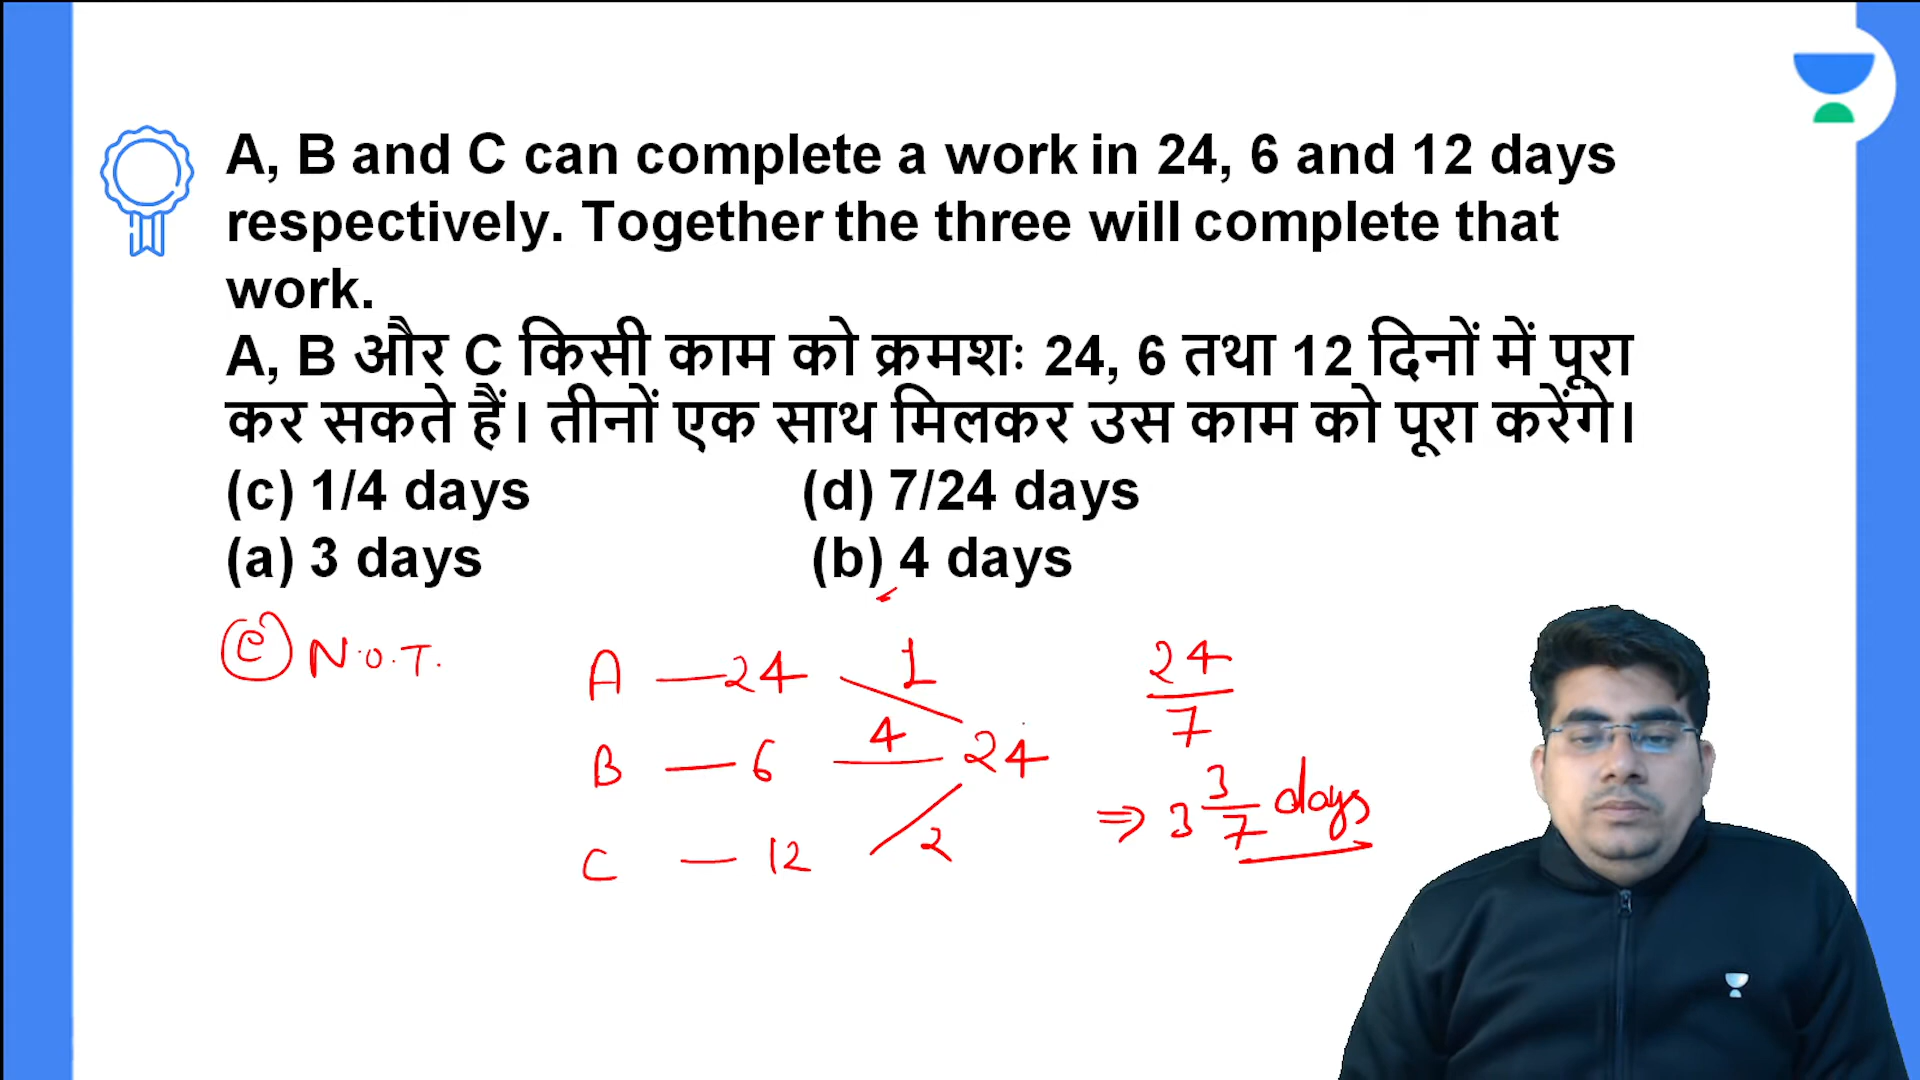 A, B and C can complete a work in 24, 6 and 12 days
respectively. Together the three will complete that
work.
A, B और C किसी काम को क्रमशः 24, 6 तथा 12 दिनों में पूरा
कर सकते हैं। तीनों एक साथ मिलकर उस काम को पूरा करेंगे।
(c) 1/4 days (d) 7/24 days
(a) 3 days (b) 4 days
(e) N.O.T.
A — 24 1
B — 6 4 24
C — 12 2
24/7
⇒ 3 3/7 days